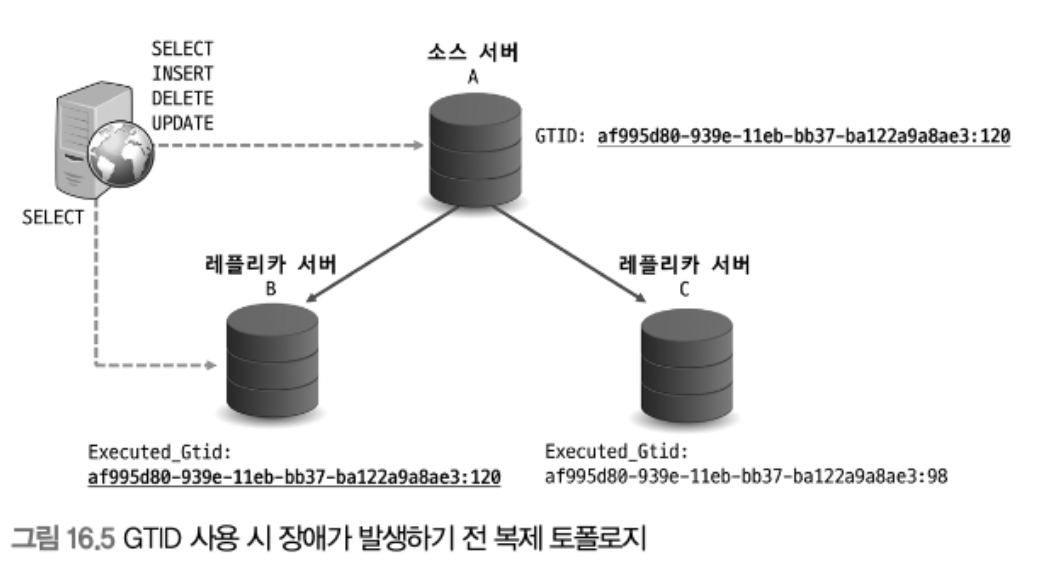 SELECT
INSERT
DELETE
UPDATE
소스 서버
A
GTID: af995d80-939e-11eb-bb37-ba122a9a8ae3:120
SELECT
레플리카 서버
B
레플리카 서버
C
Executed_Gtid:
af995d80-939e-11eb-bb37-ba122a9a8ae3:120
Executed_Gtid:
af995d80-939e-11eb-bb37-ba122a9a8ae3:98
그림 16.5 GTID 사용 시 장애가 발생하기 전 복제 토폴로지